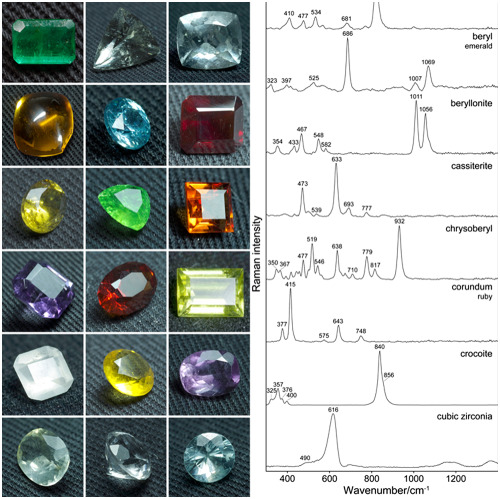 410 477 534 681
beryl
emerald
323 397 525 686 1007 1069
beryllonite
354 433 467 548 582 1011 1056
cassiterite
473 539 633 693 777
chrysoberyl
350 367 477 519 546 638 710 779 817 932
corundum
ruby
377 415 575 643 748
crocoite
325 357 376 400 840 856
cubic zirconia
490 616
Raman intensity
400 600 800 1000 1200
Wavenumber/cm⁻¹